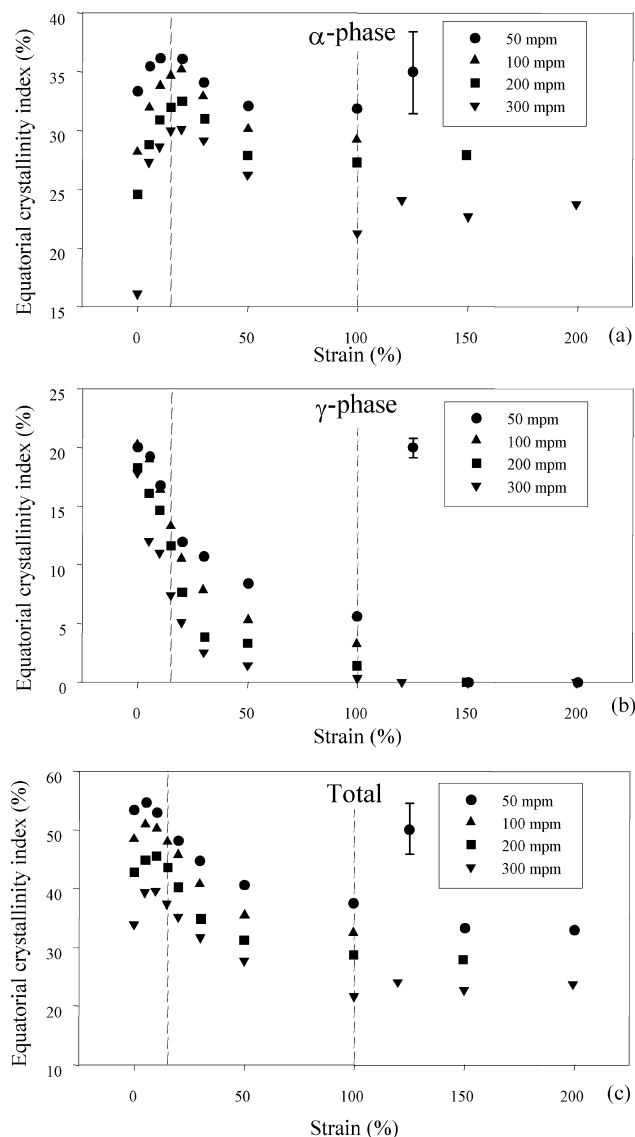 40
35
30
25
20
15
Equatorial crystallinity index (%)
α-phase
50 mpm
100 mpm
200 mpm
300 mpm
0
50
100
150
200
Strain (%)
(a)
25
20
15
10
5
0
Equatorial crystallinity index (%)
γ-phase
50 mpm
100 mpm
200 mpm
300 mpm
0
50
100
150
200
Strain (%)
(b)
60
50
40
30
20
10
Equatorial crystallinity index (%)
Total
50 mpm
100 mpm
200 mpm
300 mpm
(c)
0
50
100
150
200
Strain (%)